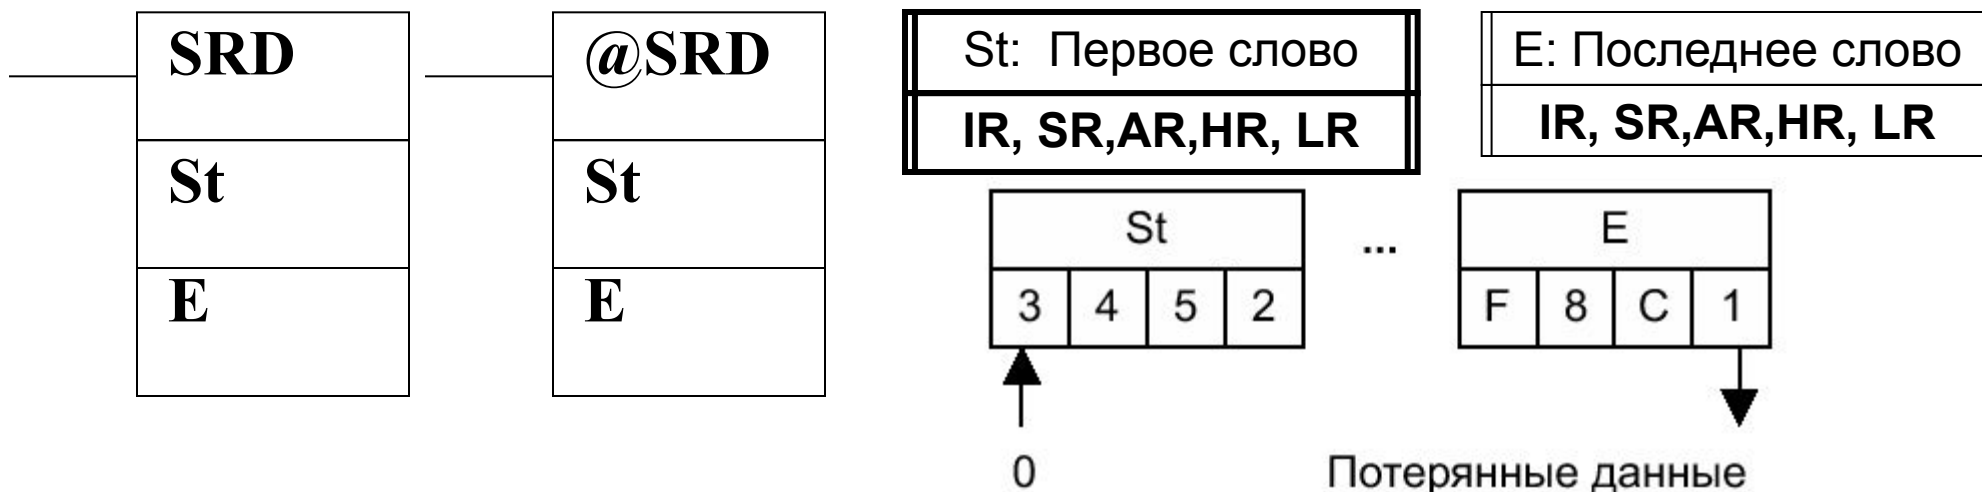 SRD
St
E
@SRD
St
E
St: Первое слово
IR, SR,AR,HR, LR
E: Последнее слово
IR, SR,AR,HR, LR
St ... E
3 4 5 2 F 8 C 1
0 Потерянные данные